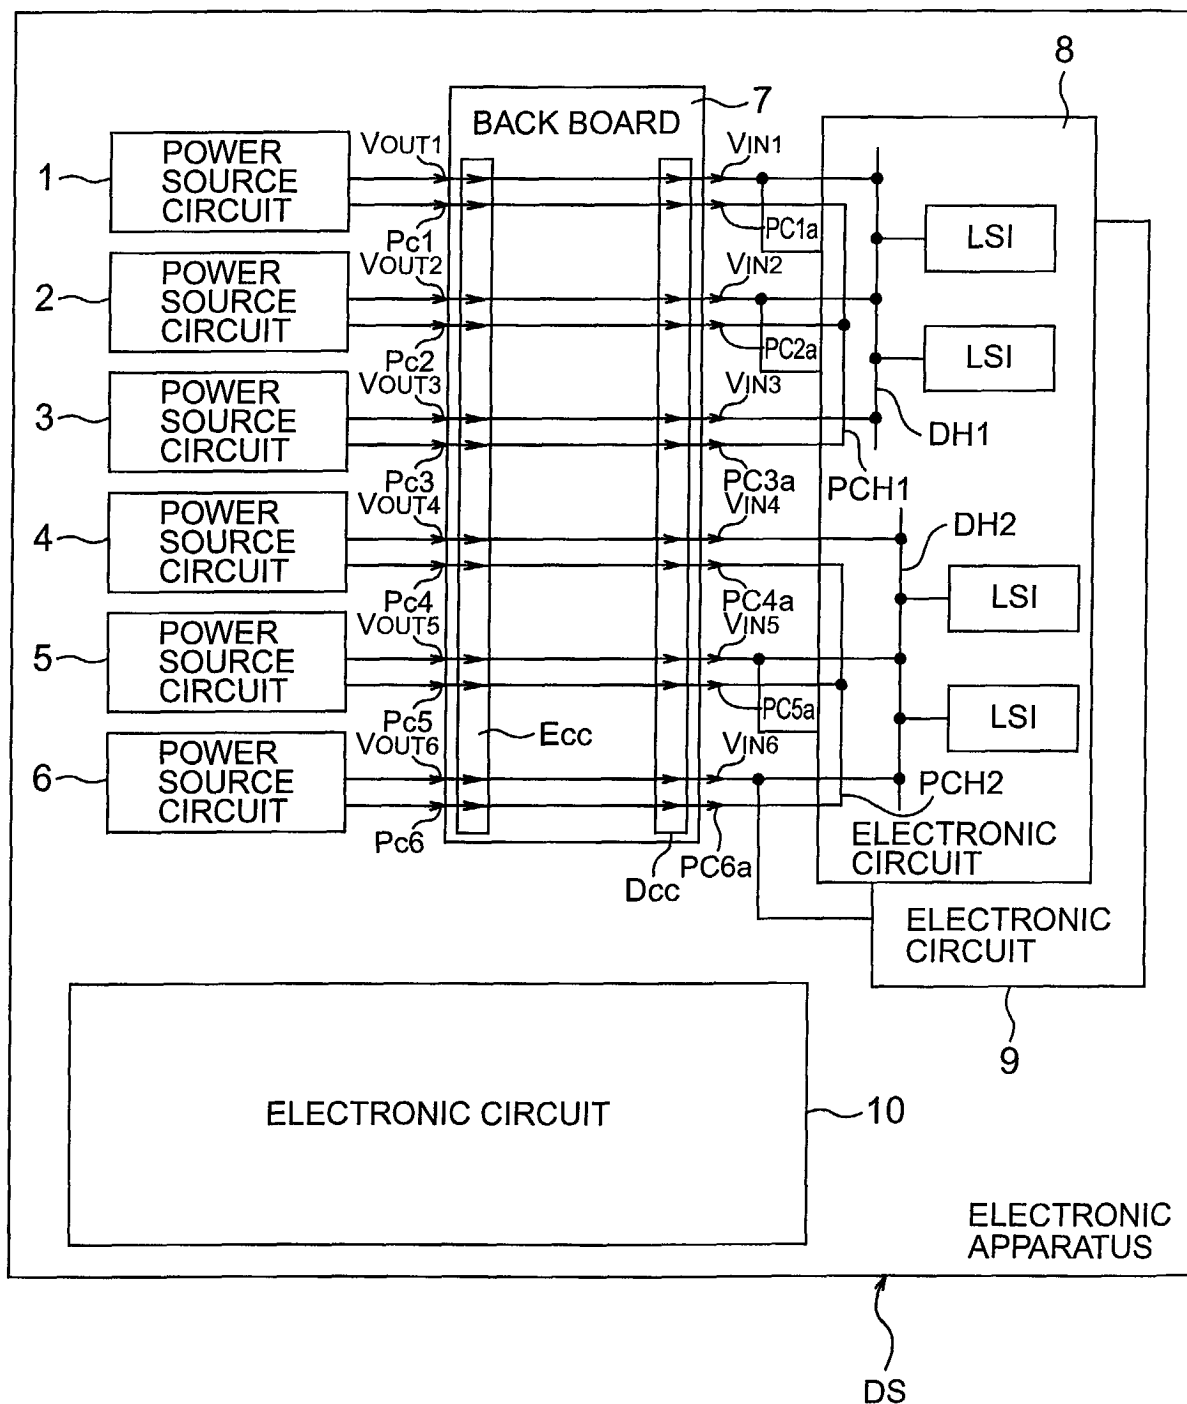 8
7
BACK BOARD
1
POWER
SOURCE
CIRCUIT
VOUT1
VIN1
Pc1
PC1a
LSI
2
POWER
SOURCE
CIRCUIT
VOUT2
VIN2
Pc2
PC2a
LSI
3
POWER
SOURCE
CIRCUIT
VOUT3
VIN3
DH1
Pc3
PC3a
PCH1
4
POWER
SOURCE
CIRCUIT
VOUT4
VIN4
DH2
Pc4
PC4a
LSI
5
POWER
SOURCE
CIRCUIT
VOUT5
VIN5
Pc5
PC5a
LSI
Ecc
6
POWER
SOURCE
CIRCUIT
VOUT6
VIN6
PCH2
Pc6
PC6a
Dcc
ELECTRONIC
CIRCUIT
ELECTRONIC
CIRCUIT
9
ELECTRONIC CIRCUIT
10
ELECTRONIC
APPARATUS
DS